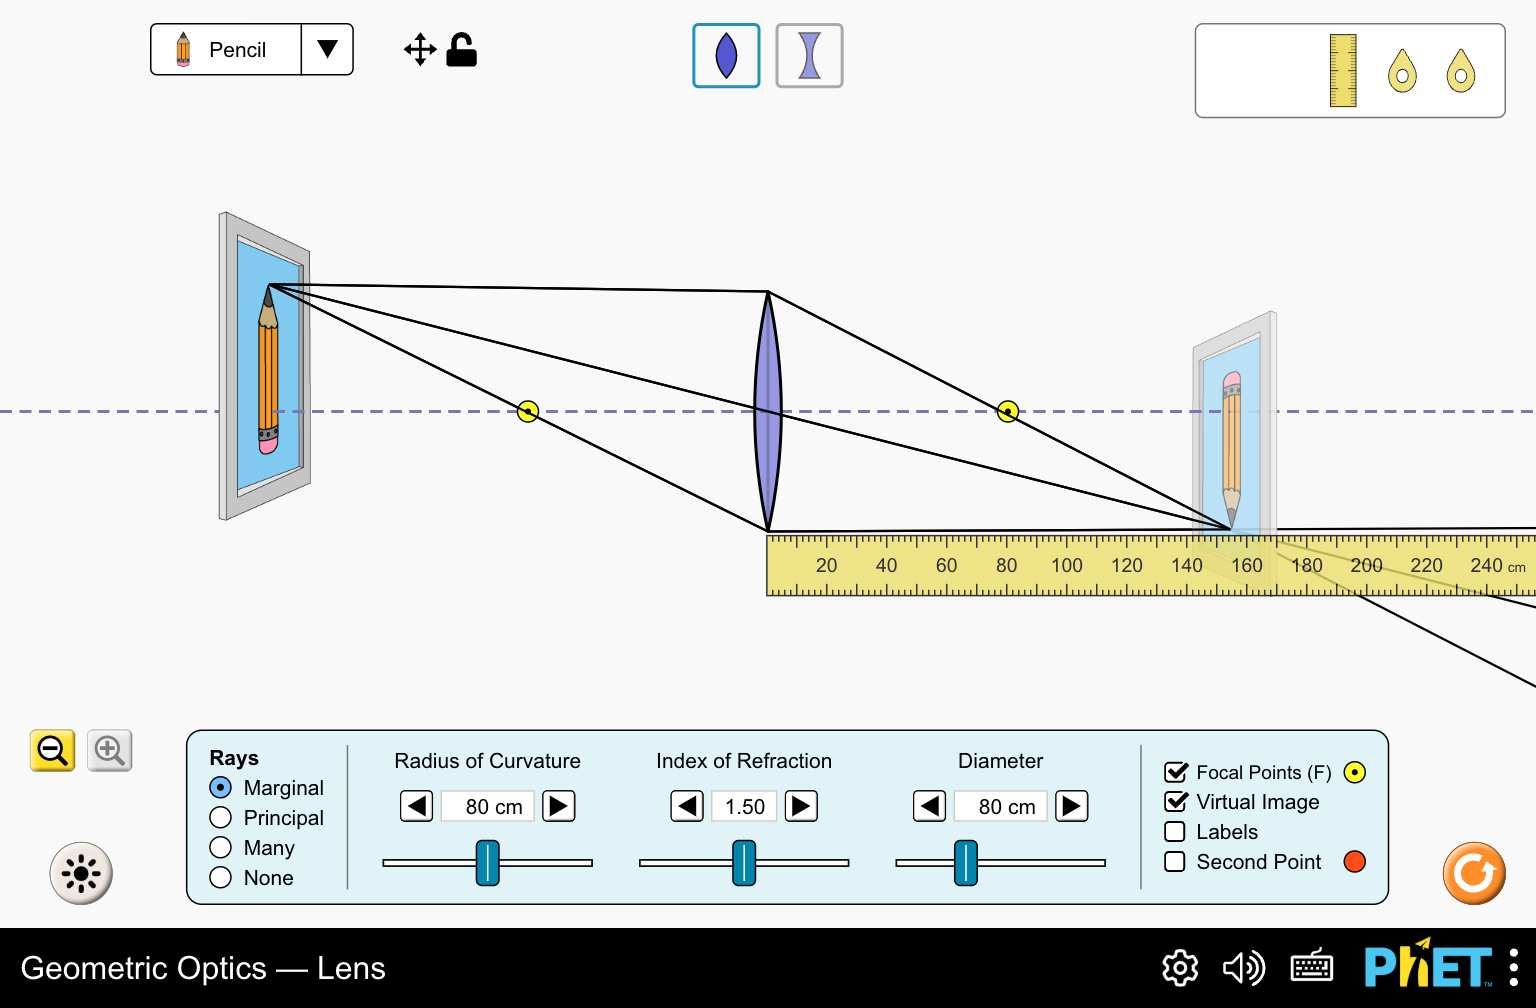 Pencil
20 40 60 80 100 120 140 160 180 200 220 240 cm
Rays
Marginal
Principal
Many
None
Radius of Curvature
80 cm
Index of Refraction
1.50
Diameter
80 cm
Focal Points (F)
Virtual Image
Labels
Second Point
Geometric Optics — Lens
PhET™